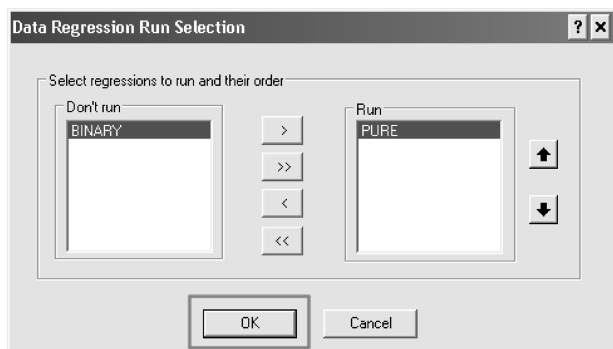 Data Regression Run Selection ? ×
Select regressions to run and their order
Don't run
BINARY
>
>>
<
<<
Run
PURE
OK
Cancel